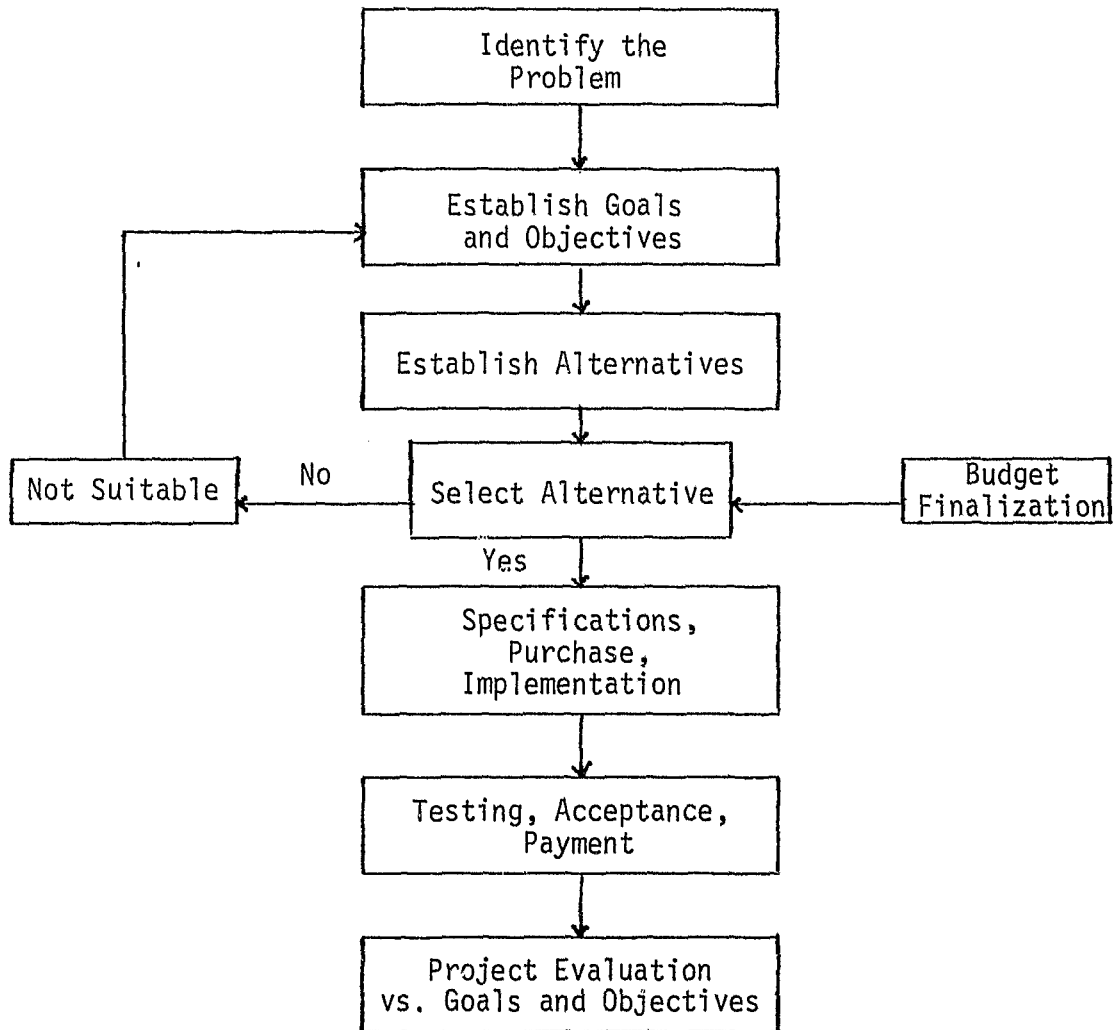 Identify the
Problem
Establish Goals
and Objectives
Establish Alternatives
Not Suitable
No
Select Alternative
Budget
Finalization
Yes
Specifications,
Purchase,
Implementation
Testing, Acceptance,
Payment
Project Evaluation
vs. Goals and Objectives